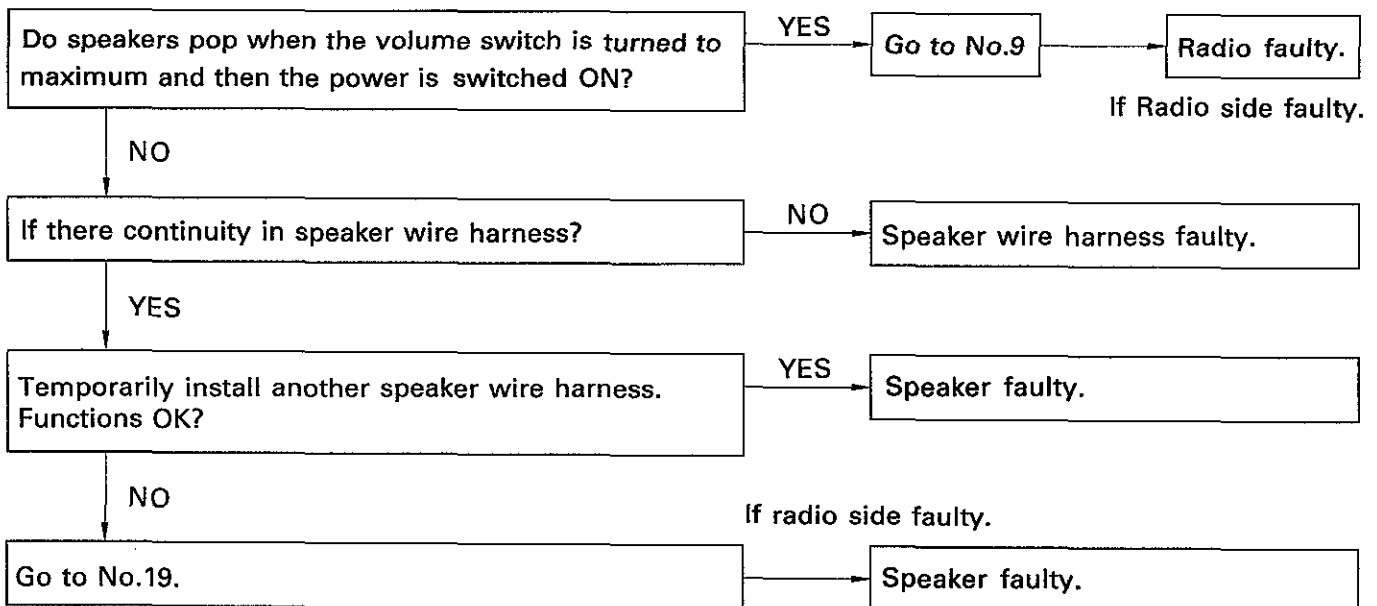 Do speakers pop when the volume switch is turned to
maximum and then the power is switched ON?
YES
Go to No.9
Radio faulty.
If Radio side faulty.
NO
If there continuity in speaker wire harness?
NO
Speaker wire harness faulty.
YES
Temporarily install another speaker wire harness.
Functions OK?
YES
Speaker faulty.
NO
If radio side faulty.
Go to No.19.
Speaker faulty.